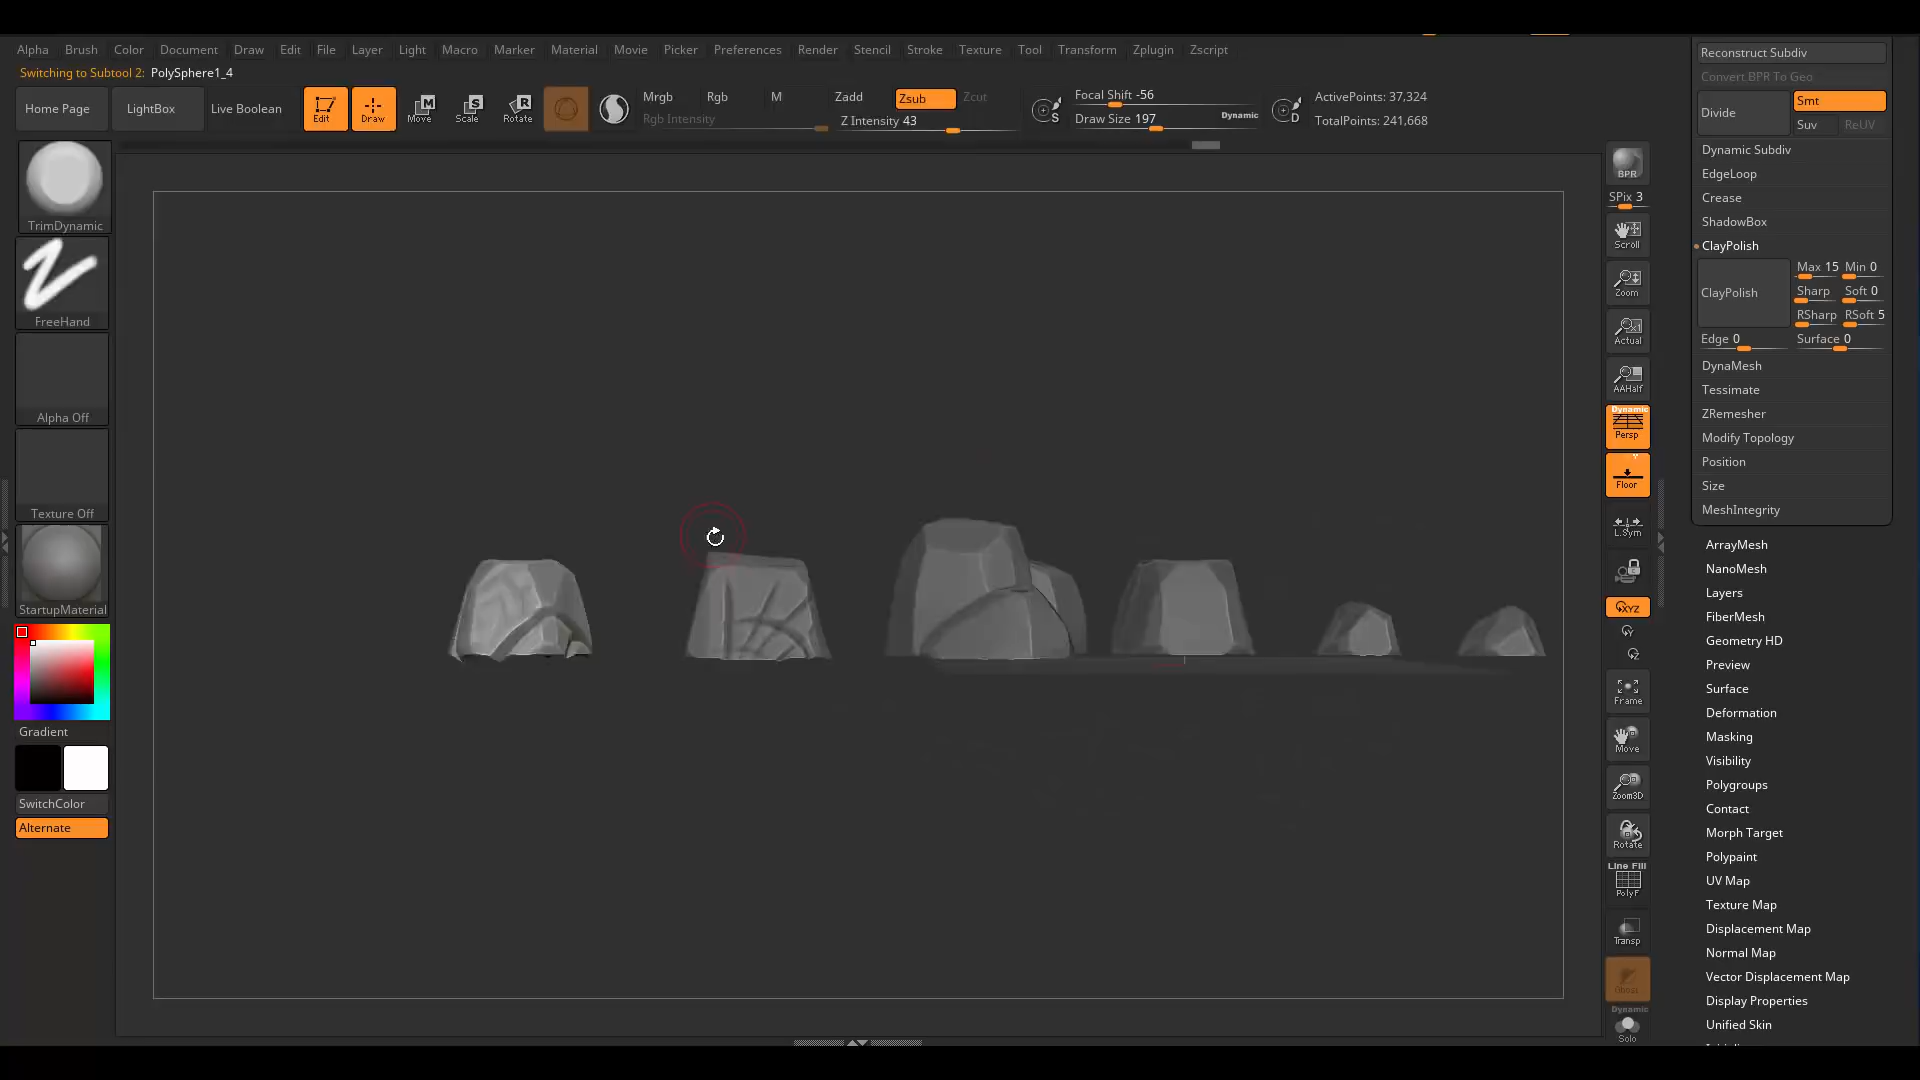 Alpha Brush Color Document Draw Edit File Layer Light Macro Marker Material Movie Picker Preferences Render Stencil Stroke Texture Tool Transform Zplugin Zscript
Switching to Subtool 2: PolySphere1_4
Home Page
LightBox
Live Boolean
Edit
Draw
Move
Scale
Rotate
Mrgb Rgb M
Rgb Intensity
Zadd Zsub Zcut
Z Intensity 43
Focal Shift -56
Draw Size 197 Dynamic
ActivePoints: 37,324
TotalPoints: 241,668
TrimDynamic
FreeHand
Alpha Off
Texture Off
StartupMaterial
Gradient
SwitchColor
Alternate
BPR
SPix 3
Scroll
Zoom
Actual
AAHalf
Dynamic
Persp
Floor
L.Sym
XYZ
Frame
Move
Zoom3D
Rotate
Line Fill
PolyF
Transp
Ghost
Dynamic
Solo
Reconstruct Subdiv
Convert BPR To Geo
Divide
Smt
Suv ReUV
Dynamic Subdiv
EdgeLoop
Crease
ShadowBox
ClayPolish
ClayPolish
Max 15 Min 0
Sharp Soft 0
RSharp RSoft 5
Edge 0 Surface 0
DynaMesh
Tessimate
ZRemesher
Modify Topology
Position
Size
MeshIntegrity
ArrayMesh
NanoMesh
Layers
FiberMesh
Geometry HD
Preview
Surface
Deformation
Masking
Visibility
Polygroups
Contact
Morph Target
Polypaint
UV Map
Texture Map
Displacement Map
Normal Map
Vector Displacement Map
Display Properties
Unified Skin